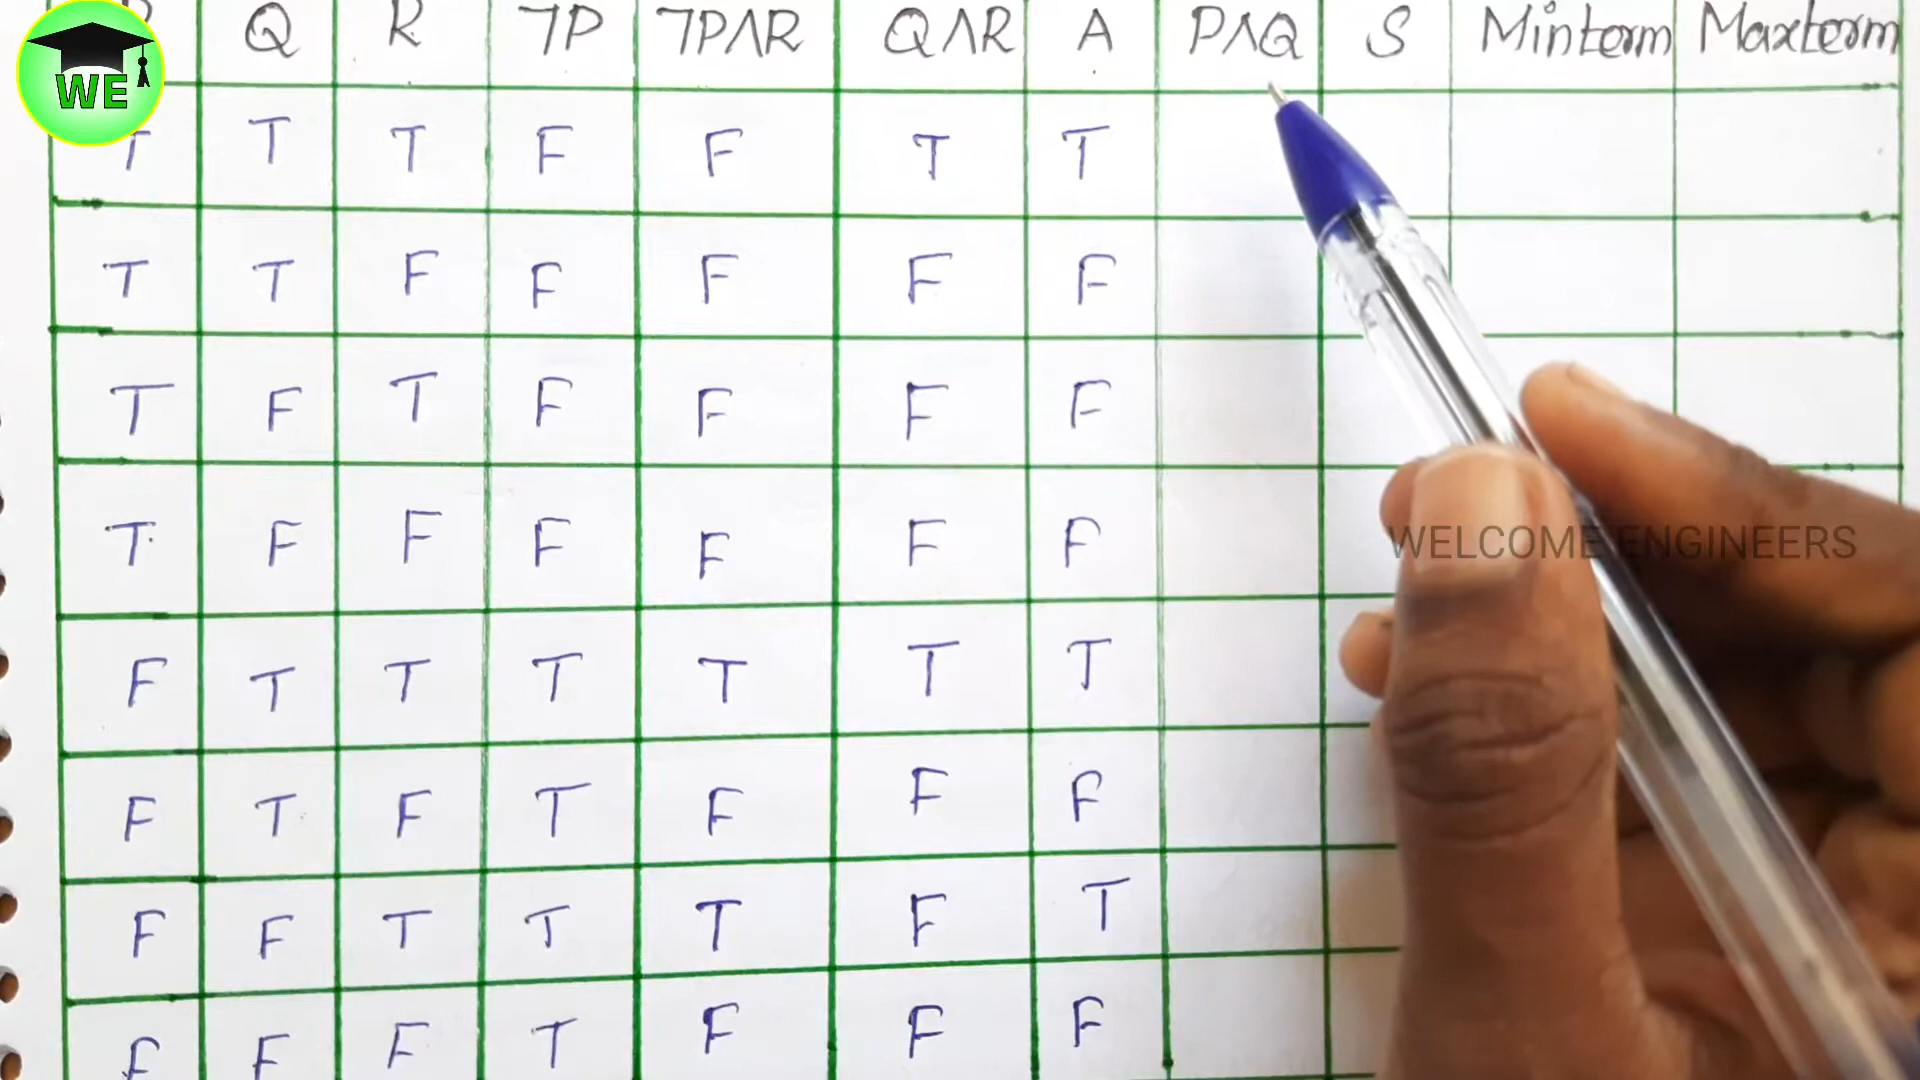 WE
Q R ¬P ¬P∧R Q∧R A P∧Q S Minterm Maxterm
T T T F F T T
T T F F F F F
T F T F F F F
T F F F F F F
WELCOME ENGINEERS
F T T T T T T
F T F T F F F
F F T T T F T
F F F T F F F